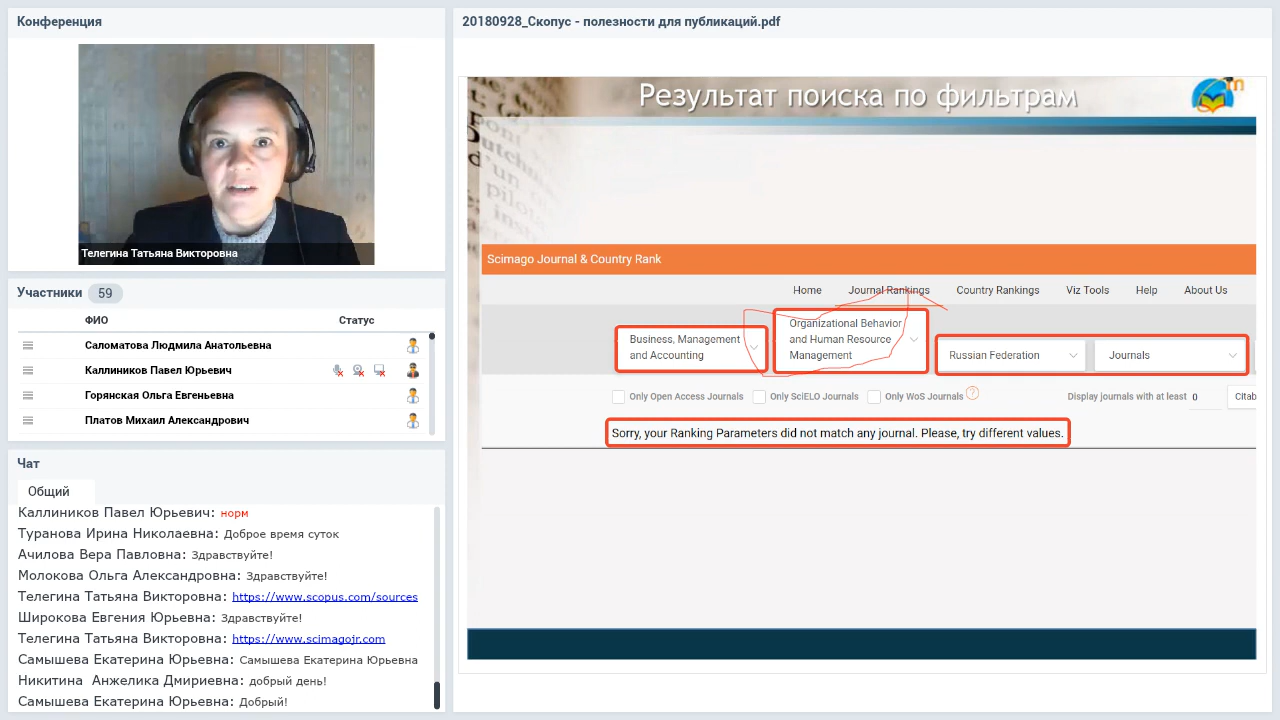 Конференция
Телегина Татьяна Викторовна
Участники 59
ФИО Статус
Саломатова Людмила Анатольевна
Каллиников Павел Юрьевич
Горянская Ольга Евгеньевна
Платов Михаил Александрович
Чат
Общий
Каллиников Павел Юрьевич: норм
Туранова Ирина Николаевна: Доброе время суток
Ачилова Вера Павловна: Здравствуйте!
Молокова Ольга Александровна: Здравствуйте!
Телегина Татьяна Викторовна: https://www.scopus.com/sources
Широкова Евгения Юрьевна: Здравствуйте!
Телегина Татьяна Викторовна: https://www.scimagojr.com
Самышева Екатерина Юрьевна: Самышева Екатерина Юрьевна
Никитина Анжелика Дмириевна: добрый день!
Самышева Екатерина Юрьевна: Добрый!
20180928_Скопус - полезности для публикаций.pdf
Результат поиска по фильтрам
Scimago Journal & Country Rank
Home Journal Rankings Country Rankings Viz Tools Help About Us
Business, Management
and Accounting
Organizational Behavior
and Human Resource
Management
Russian Federation
Journals
Only Open Access Journals Only SciELO Journals Only WoS Journals ? Display journals with at least 0 Citab
Sorry, your Ranking Parameters did not match any journal. Please, try different values.